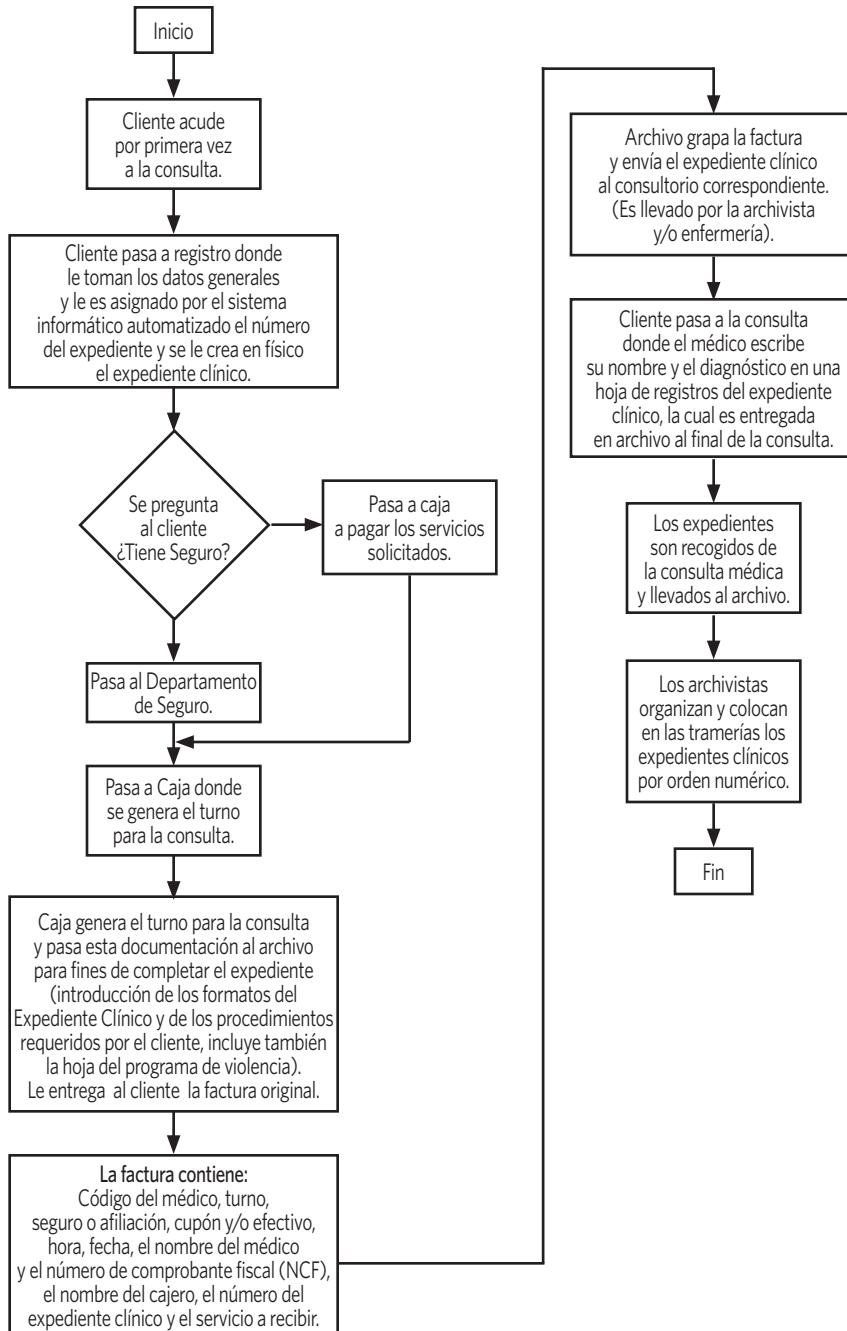 Inicio
Cliente acude
por primera vez
a la consulta.
Cliente pasa a registro donde
le toman los datos generales
y le es asignado por el sistema
informático automatizado el número
del expediente y se le crea en físico
el expediente clínico.
Se pregunta
al cliente
¿Tiene Seguro?
Pasa a caja
a pagar los servicios
solicitados.
Pasa al Departamento
de Seguro.
Pasa a Caja donde
se genera el turno
para la consulta.
Caja genera el turno para la consulta
y pasa esta documentación al archivo
para fines de completar el expediente
(introducción de los formatos del
Expediente Clínico y de los procedimientos
requeridos por el cliente, incluye también
la hoja del programa de violencia).
Le entrega al cliente la factura original.
La factura contiene:
Código del médico, turno,
seguro o afiliación, cupón y/o efectivo,
hora, fecha, el nombre del médico
y el número de comprobante fiscal (NCF),
el nombre del cajero, el número del
expediente clínico y el servicio a recibir.
Archivo grapa la factura
y envía el expediente clínico
al consultorio correspondiente.
(Es llevado por la archivista
y/o enfermería).
Cliente pasa a la consulta
donde el médico escribe
su nombre y el diagnóstico en una
hoja de registros del expediente
clínico, la cual es entregada
en archivo al final de la consulta.
Los expedientes
son recogidos de
la consulta médica
y llevados al archivo.
Los archivistas
organizan y colocan
en las tramerías los
expedientes clínicos
por orden numérico.
Fin